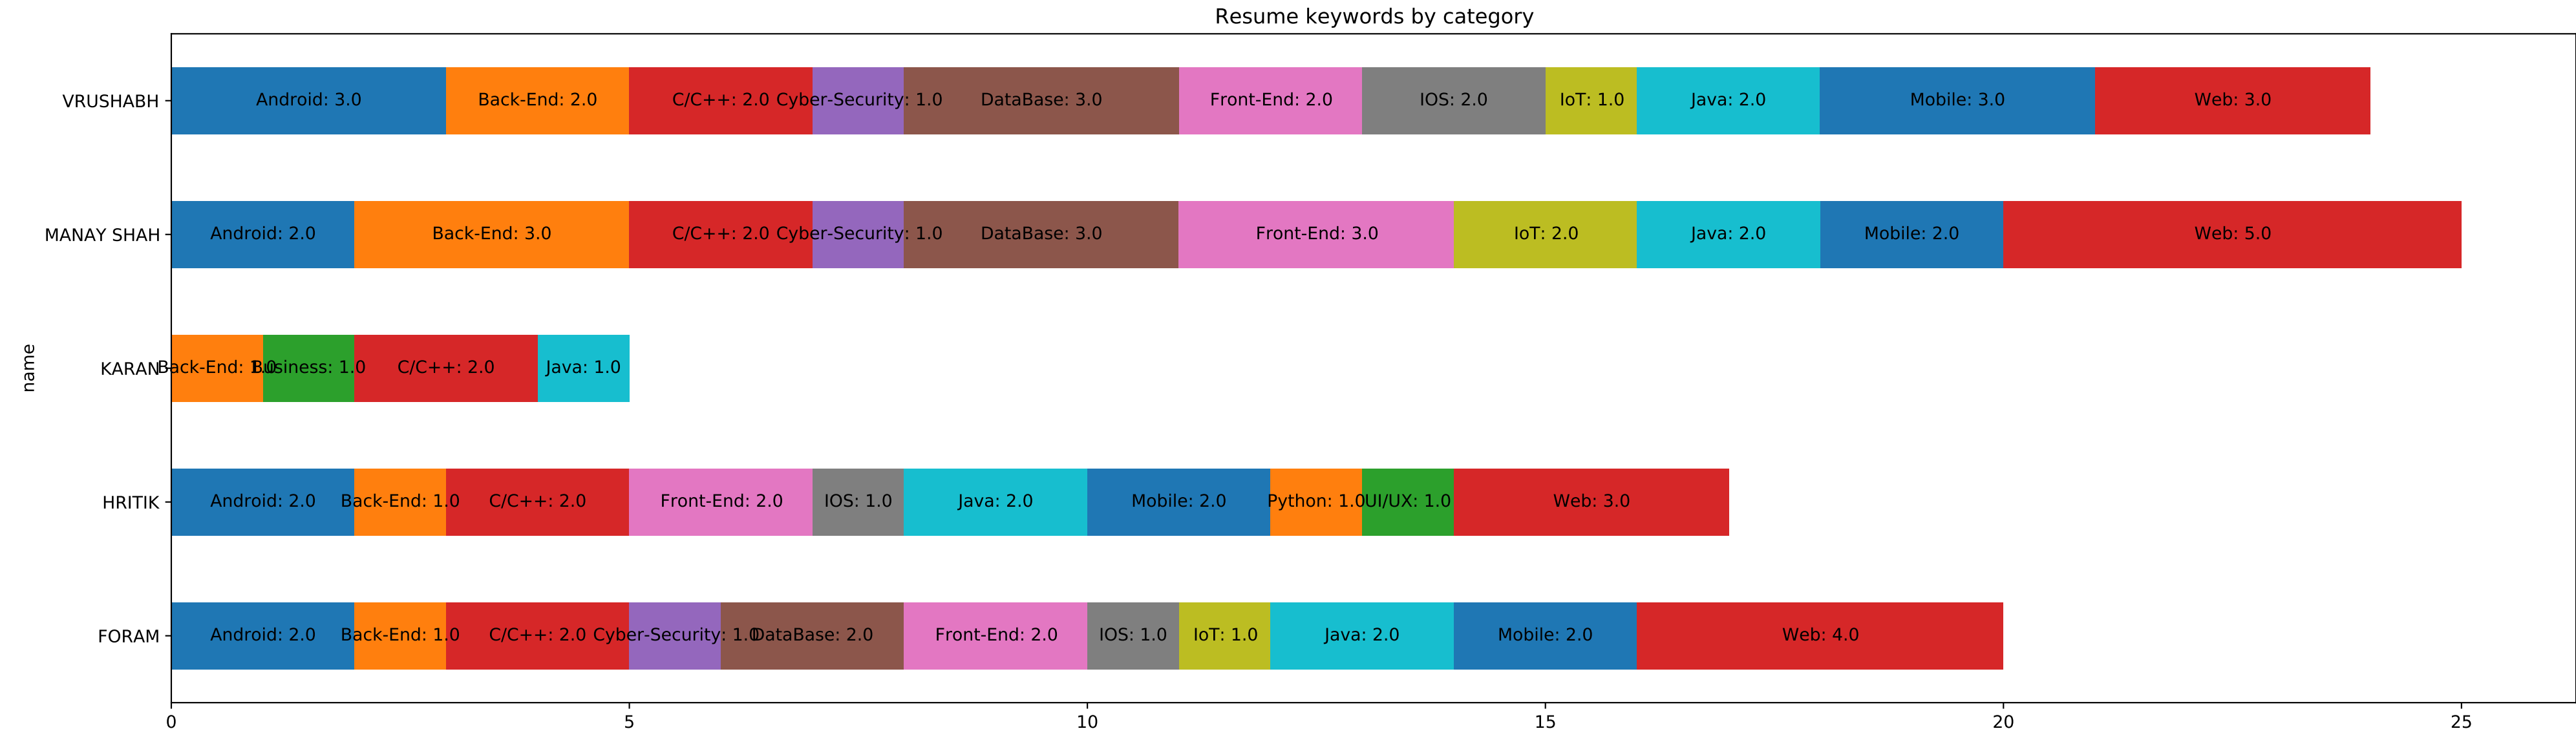 Resume keywords by category
VRUSHABH Android: 3.0 Back-End: 2.0 C/C++: 2.0 Cyber-Security: 1.0 DataBase: 3.0 Front-End: 2.0 IOS: 2.0 IoT: 1.0 Java: 2.0 Mobile: 3.0 Web: 3.0
MANAY SHAH Android: 2.0 Back-End: 3.0 C/C++: 2.0 Cyber-Security: 1.0 DataBase: 3.0 Front-End: 3.0 IoT: 2.0 Java: 2.0 Mobile: 2.0 Web: 5.0
name
KARAN Back-End: 1.0 Business: 1.0 C/C++: 2.0 Java: 1.0
HRITIK Android: 2.0 Back-End: 1.0 C/C++: 2.0 Front-End: 2.0 IOS: 1.0 Java: 2.0 Mobile: 2.0 Python: 1.0 UI/UX: 1.0 Web: 3.0
FORAM Android: 2.0 Back-End: 1.0 C/C++: 2.0 Cyber-Security: 1.0 DataBase: 2.0 Front-End: 2.0 IOS: 1.0 IoT: 1.0 Java: 2.0 Mobile: 2.0 Web: 4.0
0 5 10 15 20 25